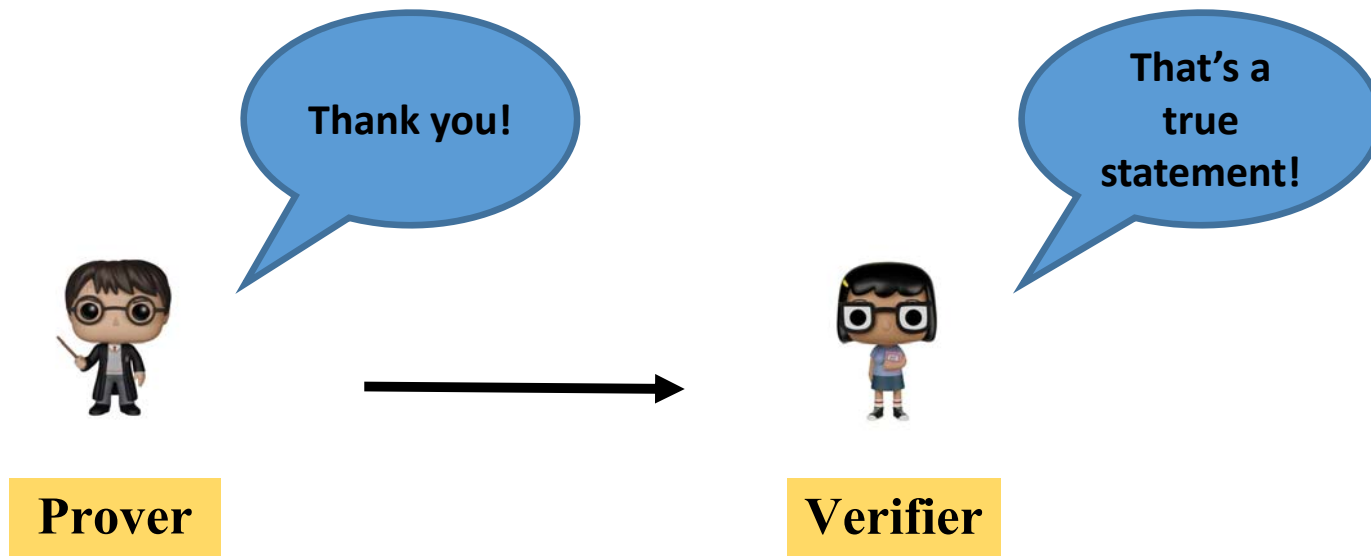 Thank you!
That’s a
true
statement!
Prover
Verifier